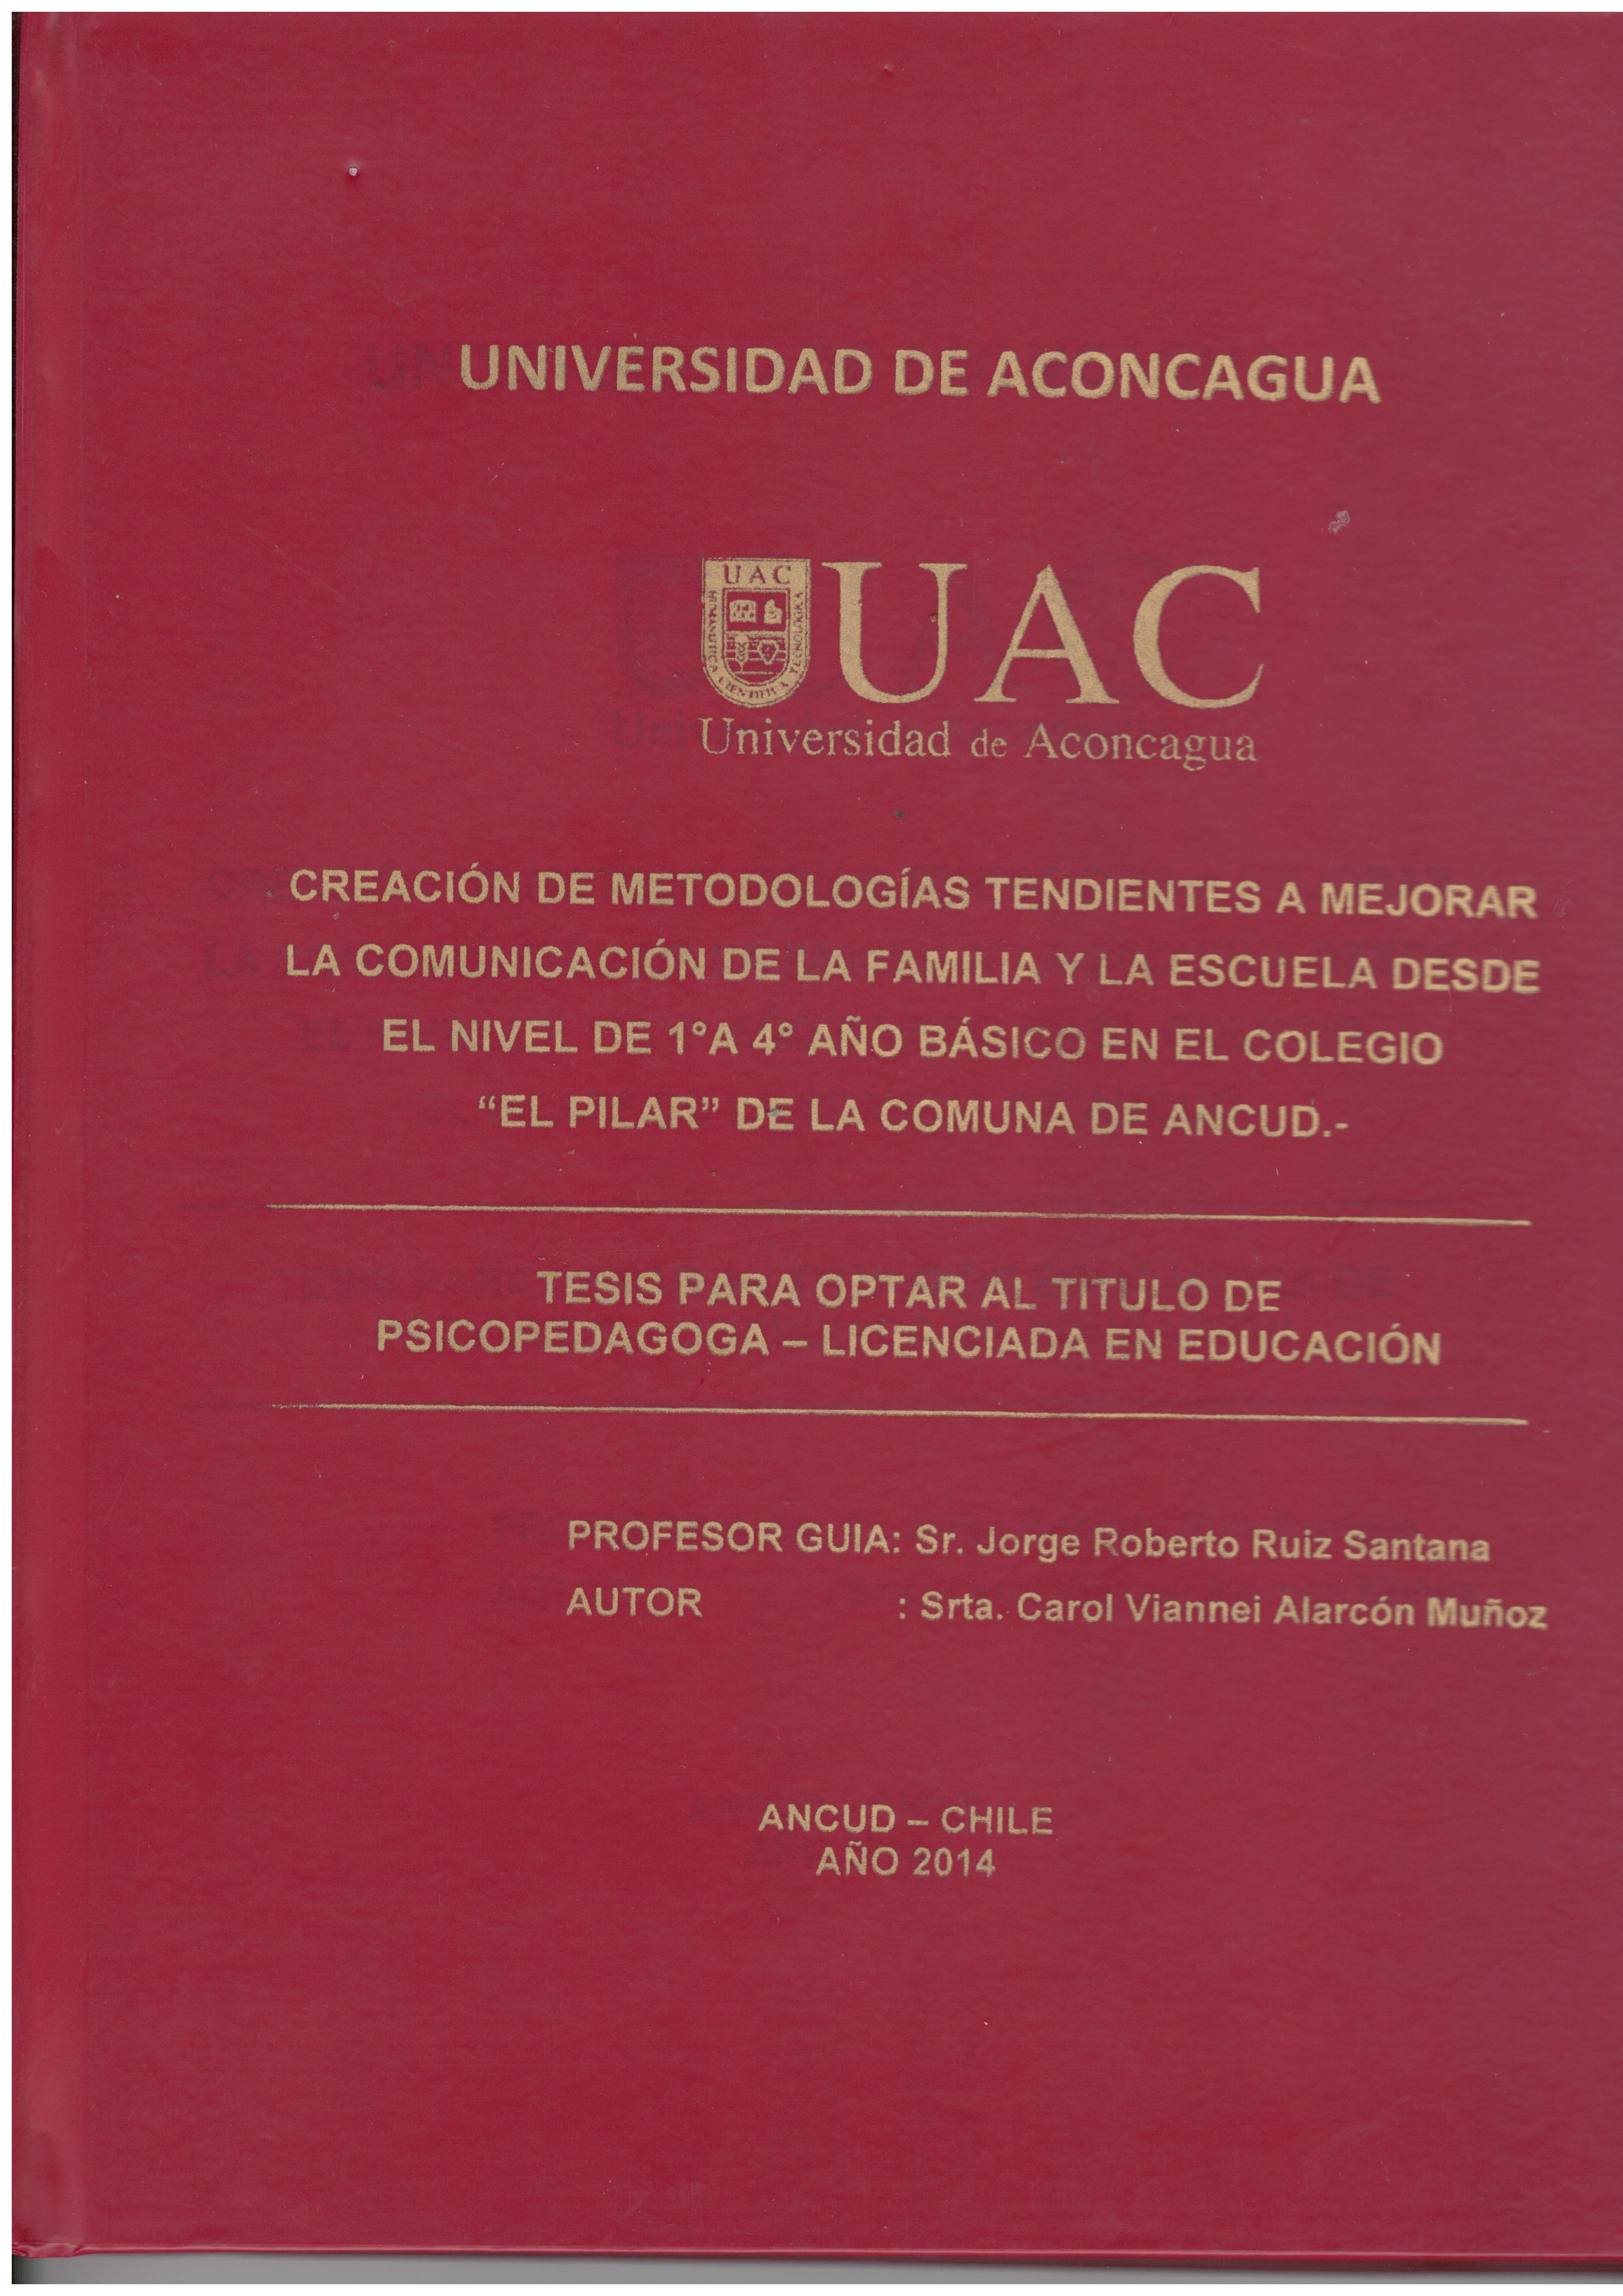 UNIVERSIDAD DE ACONCAGUA
UAC
HUMANISTICA CIENTIFICA TECNOLOGICA
UAC
Universidad de Aconcagua
CREACIÓN DE METODOLOGÍAS TENDIENTES A MEJORAR
LA COMUNICACIÓN DE LA FAMILIA Y LA ESCUELA DESDE
EL NIVEL DE 1°A 4° AÑO BÁSICO EN EL COLEGIO
“EL PILAR” DE LA COMUNA DE ANCUD.-
TESIS PARA OPTAR AL TITULO DE
PSICOPEDAGOGA – LICENCIADA EN EDUCACIÓN
PROFESOR GUIA: Sr. Jorge Roberto Ruiz Santana
AUTOR : Srta. Carol Viannei Alarcón Muñoz
ANCUD – CHILE
AÑO 2014